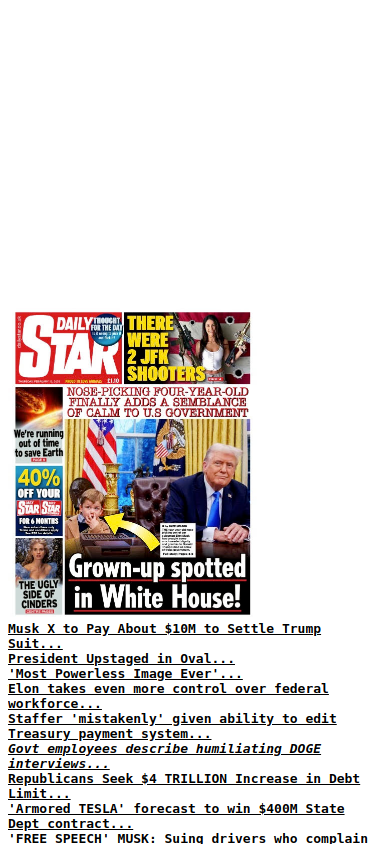 DAILY
STAR
THOUGHT
FOR THE DAY
£1.10
THERE
WERE
2 JFK
SHOOTERS
NOSE-PICKING FOUR-YEAR-OLD
FINALLY ADDS A SEMBLANCE
OF CALM TO U.S GOVERNMENT
We're running
out of time
to save Earth
40%
OFF YOUR
STAR STAR
FOR 6 MONTHS
THE UGLY
SIDE OF
CINDERS
Grown-up spotted
in White House!
Musk X to Pay About $10M to Settle Trump
Suit...
President Upstaged in Oval...
'Most Powerless Image Ever'...
Elon takes even more control over federal
workforce...
Staffer 'mistakenly' given ability to edit
Treasury payment system...
Govt employees describe humiliating DOGE
interviews...
Republicans Seek $4 TRILLION Increase in Debt
Limit...
'Armored TESLA' forecast to win $400M State
Dept contract...
'FREE SPEECH' MUSK: Suing drivers who complain